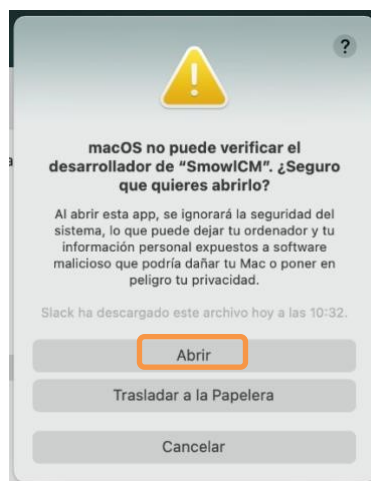 ?
macOS no puede verificar el
desarrollador de “SmowlCM”. ¿Seguro
que quieres abrirlo?
Al abrir esta app, se ignorará la seguridad del
sistema, lo que puede dejar tu ordenador y tu
información personal expuestos a software
malicioso que podría dañar tu Mac o poner en
peligro tu privacidad.
Slack ha descargado este archivo hoy a las 10:32.
Abrir
Trasladar a la Papelera
Cancelar